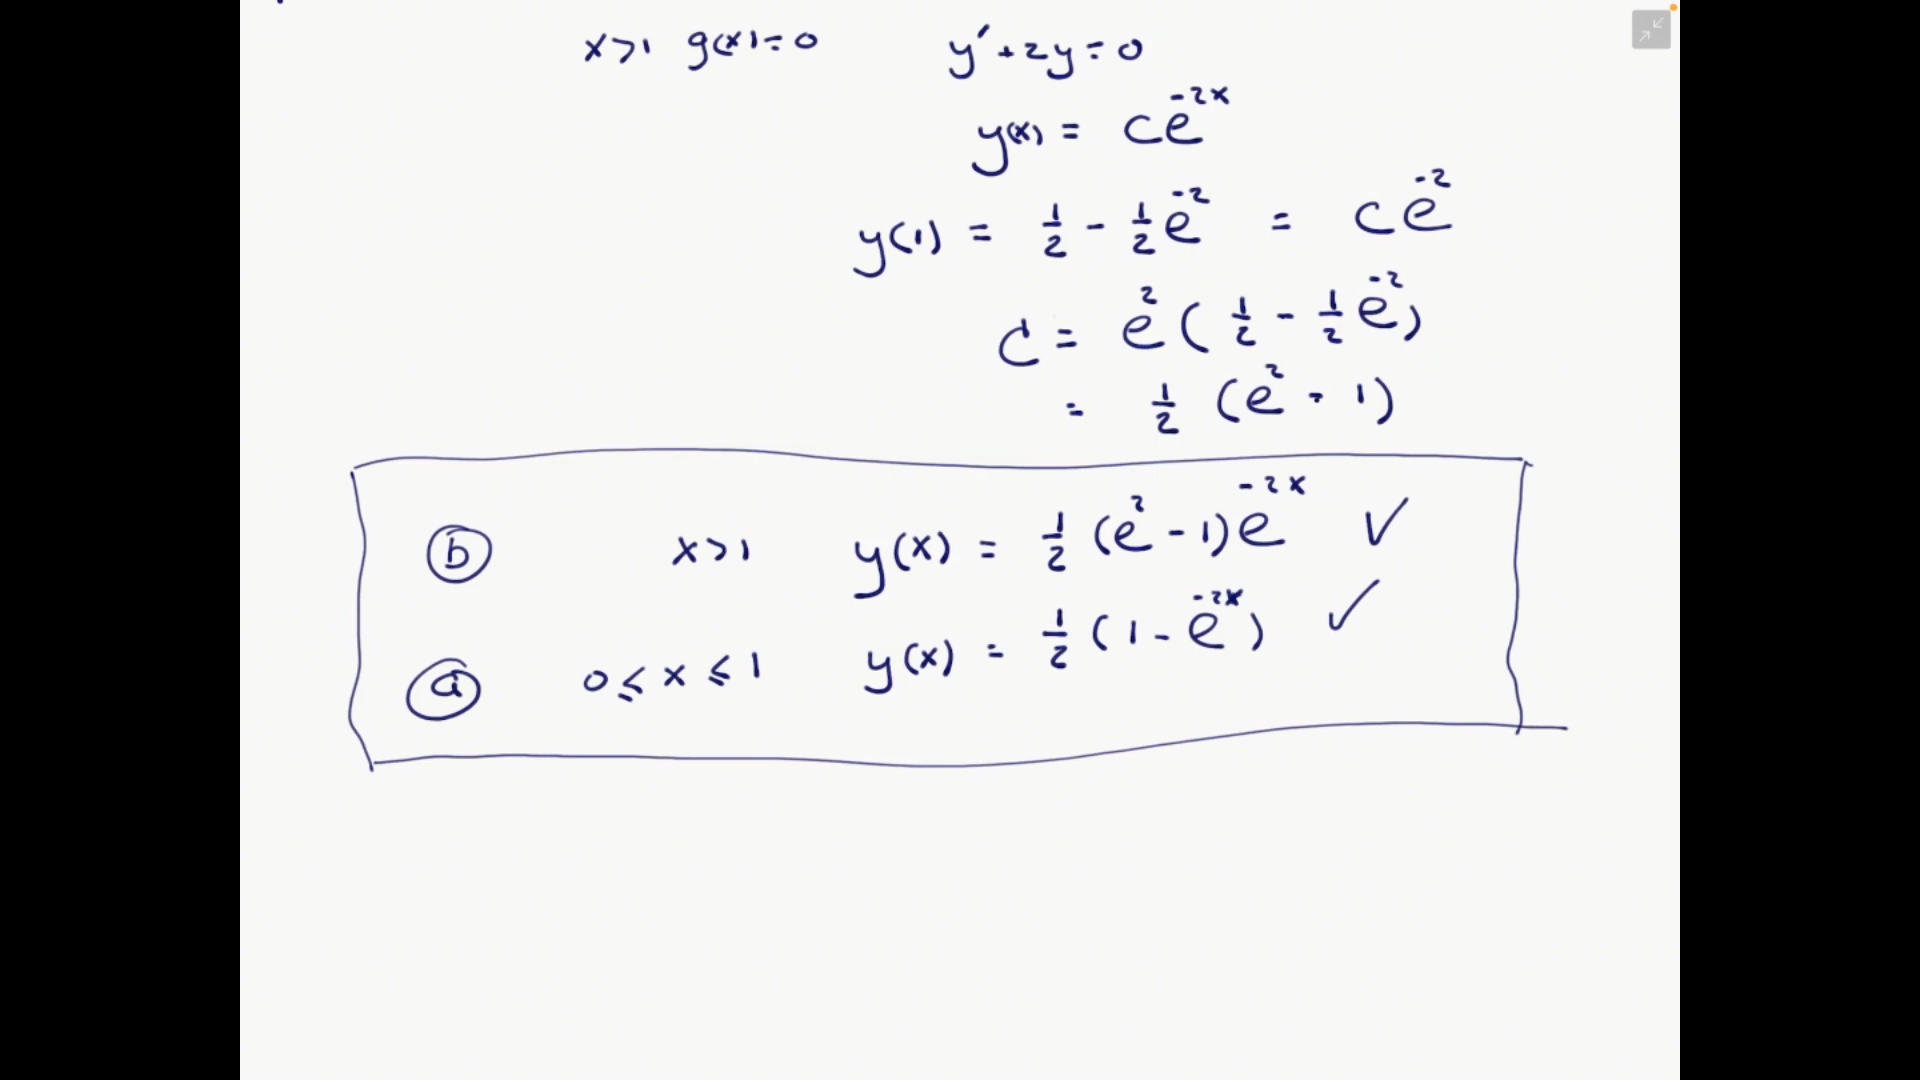 x>1 g(x)=0 y′+2y=0
y(x) = ce^{-2x}
y(1) = 1/2 - 1/2 e^{-2} = ce^{-2}
c = e^2 ( 1/2 - 1/2 e^{-2} )
= 1/2 (e^2 - 1)
ⓑ x>1 y(x) = 1/2 (e^2 - 1) e^{-2x} ✓
ⓐ 0 ≤ x ≤ 1 y(x) = 1/2 ( 1 - e^{-2x} ) ✓